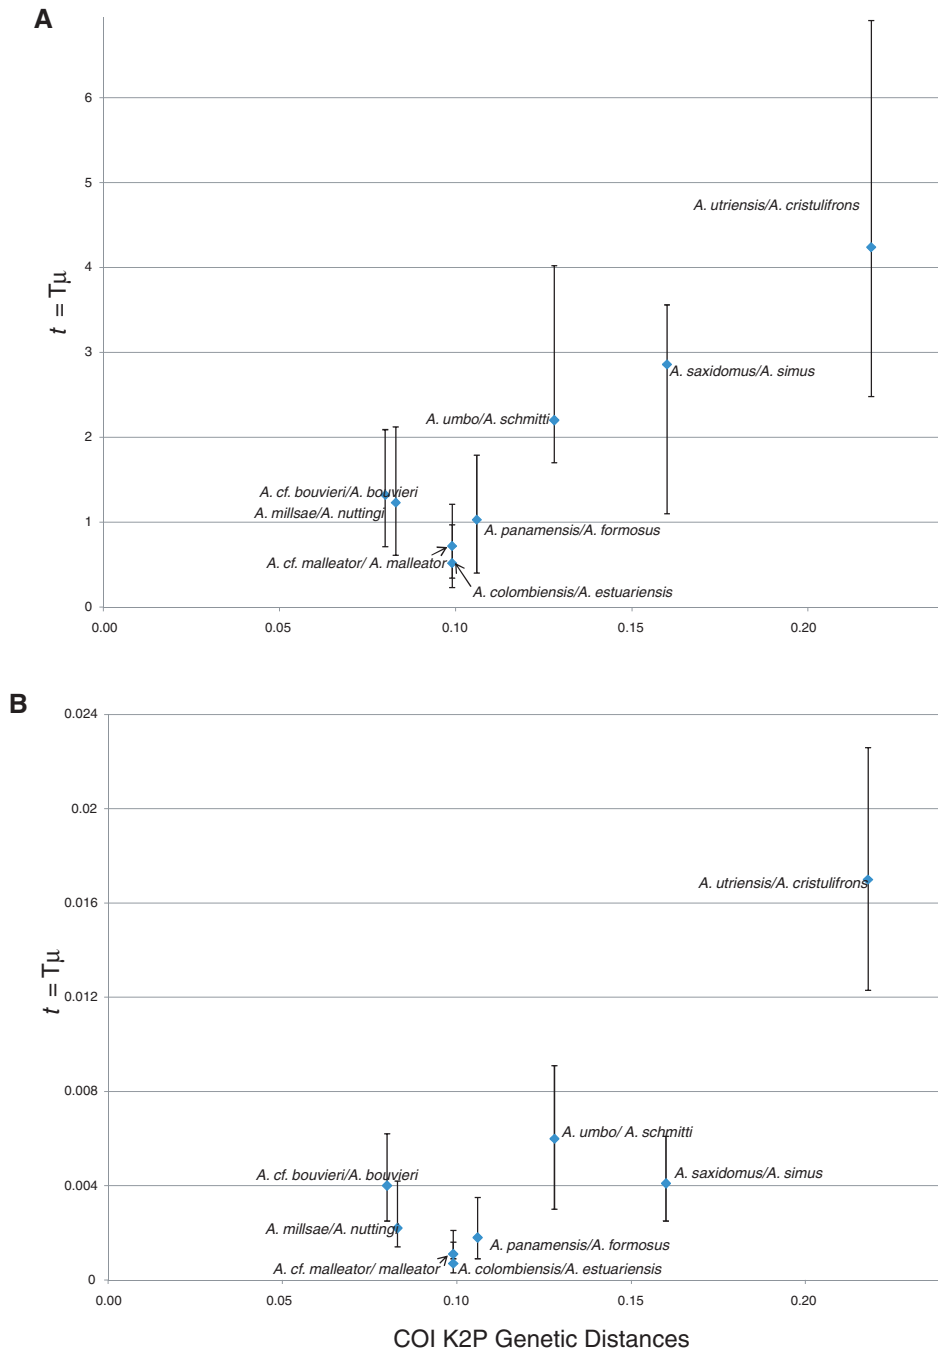 A
6
5
A. utriensis/A. cristulifrons
4
t = Tμ
3
A. saxidomus/A. simus
A. umbo/A. schmitti
2
A. cf. bouvieri/A. bouvieri
A. millsae/A. nuttingi
1
A. panamensis/A. formosus
A. cf. malleator/ A. malleator
A. colombiensis/A. estuariensis
0
0.00 0.05 0.10 0.15 0.20
B
0.024
0.02
A. utriensis/A. cristulifrons
0.016
t = Tμ
0.012
0.008
A. umbo/ A. schmitti
A. cf. bouvieri/A. bouvieri
A. saxidomus/A. simus
0.004
A. millsae/A. nuttingi
A. panamensis/A. formosus
A. cf. malleator/ malleator
A. colombiensis/A. estuariensis
0
0.00 0.05 0.10 0.15 0.20
COI K2P Genetic Distances